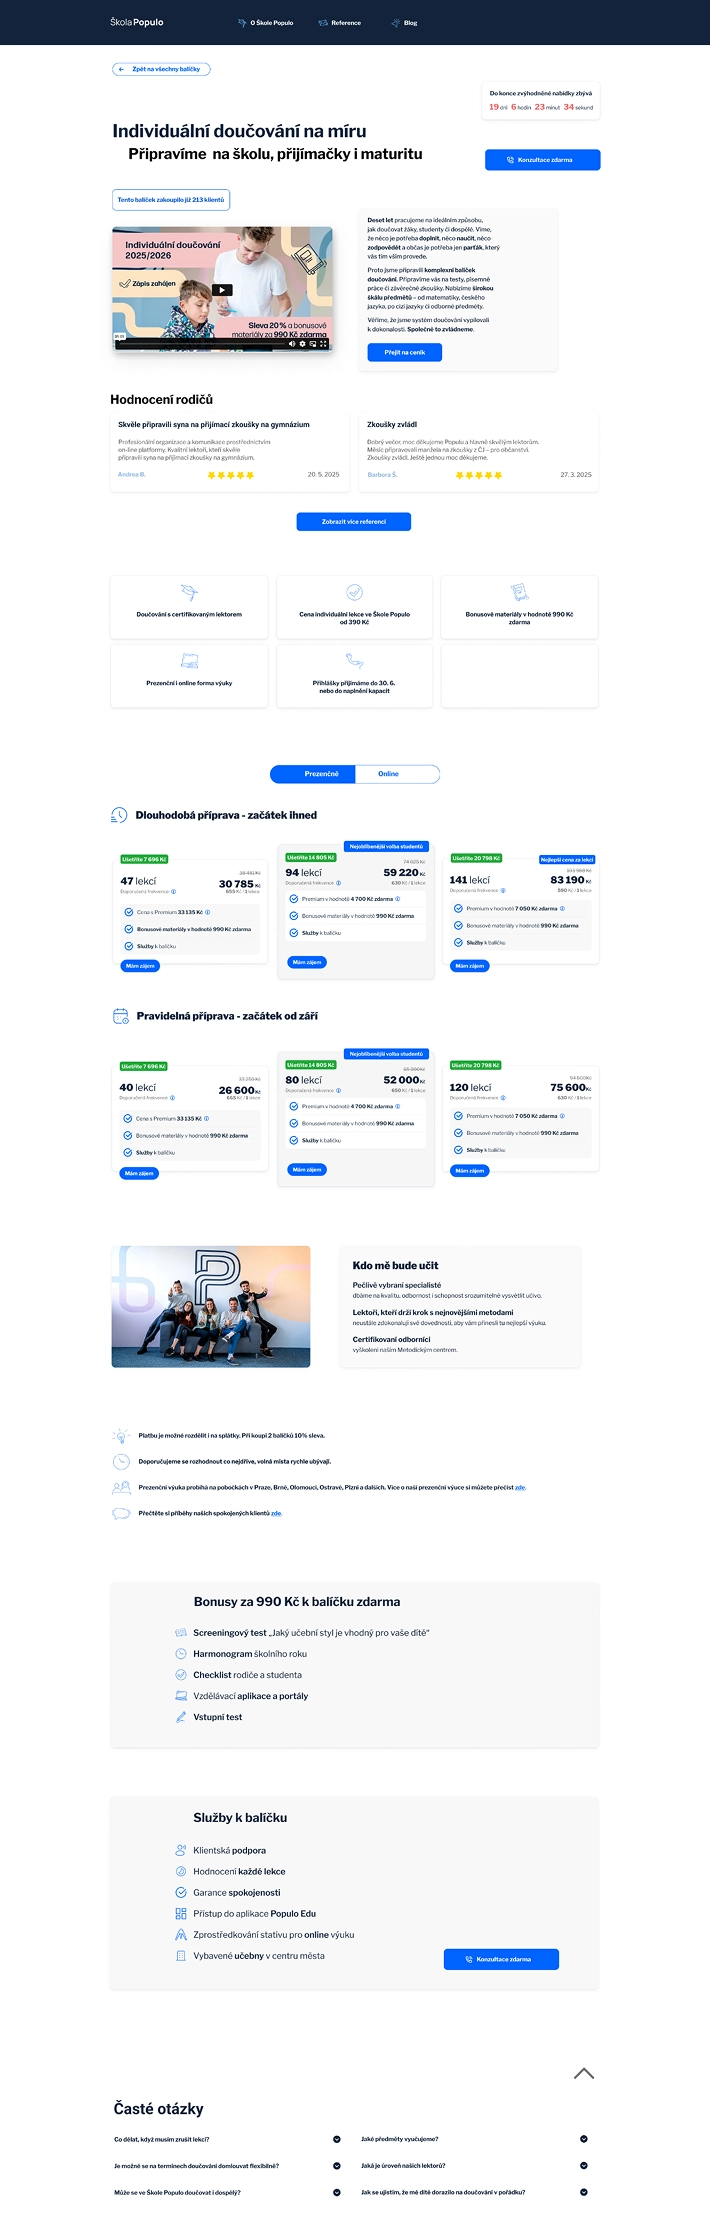 Škola Populo
O Škole Populo
Reference
Blog
Zpět na všechny balíčky
Do konce zvýhodněné nabídky zbývá
19 dní 6 hodin 23 minut 34 sekund
Individuální doučování na míru
Připravíme na školu, přijímačky i maturitu
Konzultace zdarma
Tento balíček zakoupilo již 213 klientů
Individuální doučování
2025/2026
Zápis zahájen
Sleva 20 % a bonusové
materiály za 990 Kč zdarma
Deset let pracujeme na ideálním způsobu,
jak doučovat žáky, studenty či dospělé. Víme,
že něco je potřeba doplnit, něco naučit, něco
zodpovědět a občas je potřeba jen parťák, který
vás tím vším provede.
Proto jsme připravili komplexní balíček
doučování. Připravíme vás na testy, písemné
práce či závěrečné zkoušky. Nabízíme širokou
škálu předmětů – od matematiky, českého
jazyka, po cizí jazyky či odborné předměty.
Věříme, že jsme systém doučování vypilovali
k dokonalosti. Společně to zvládneme.
Přejít na ceník
Hodnocení rodičů
Skvěle připravili syna na přijímací zkoušky na gymnázium
Profesionální organizace a komunikace prostřednictvím
on-line platformy. Kvalitní lektoři, kteří skvěle
připravili syna na přijímací zkoušky na gymnázium.
Andrea B.
20. 5. 2025
Zkoušky zvládl
Dobrý večer, moc děkujeme Populu a hlavně skvělým lektorům.
Měsíc připravovali manžela na zkoušky z ČJ – pro občanství.
Zkoušky zvládl. Ještě jednou moc děkujeme.
Barbora Š.
27. 3. 2025
Zobrazit více referencí
Doučování s certifikovaným lektorem
Cena individuální lekce ve Škole Populo
od 390 Kč
Bonusové materiály v hodnotě 990 Kč
zdarma
Prezenční i online forma výuky
Přihlášky přijímáme do 30. 6.
nebo do naplnění kapacit
Prezenčně
Online
Dlouhodobá příprava - začátek ihned
Ušetříte 7 696 Kč
47 lekcí
30 785 Kč
Doporučená frekvence
655 Kč / 1 lekce
Cena s Premium 33 135 Kč
Bonusové materiály v hodnotě 990 Kč zdarma
Služby k balíčku
Mám zájem
Nejoblíbenější volba studentů
Ušetříte 14 805 Kč
74 025 Kč
94 lekcí
59 220 Kč
Doporučená frekvence
630 Kč / 1 lekce
Premium v hodnotě 4 700 Kč zdarma
Bonusové materiály v hodnotě 990 Kč zdarma
Služby k balíčku
Mám zájem
Ušetříte 20 798 Kč
Nejlepší cena za lekci
141 lekcí
83 190 Kč
Doporučená frekvence
590 Kč / 1 lekce
Premium v hodnotě 7 050 Kč zdarma
Bonusové materiály v hodnotě 990 Kč zdarma
Služby k balíčku
Mám zájem
Pravidelná příprava - začátek od září
Ušetříte 7 696 Kč
33 250 Kč
40 lekcí
26 600 Kč
Doporučená frekvence
665 Kč / 1 lekce
Cena s Premium 33 135 Kč
Bonusové materiály v hodnotě 990 Kč zdarma
Služby k balíčku
Mám zájem
Nejoblíbenější volba studentů
Ušetříte 14 805 Kč
80 lekcí
52 000 Kč
Doporučená frekvence
650 Kč / 1 lekce
Premium v hodnotě 4 700 Kč zdarma
Bonusové materiály v hodnotě 990 Kč zdarma
Služby k balíčku
Mám zájem
Ušetříte 20 798 Kč
94 500 Kč
120 lekcí
75 600 Kč
Doporučená frekvence
630 Kč / 1 lekce
Premium v hodnotě 7 050 Kč zdarma
Bonusové materiály v hodnotě 990 Kč zdarma
Služby k balíčku
Mám zájem
Kdo mě bude učit
Pečlivě vybraní specialisté
dbáme na kvalitu, odbornost i schopnost srozumitelně vysvětlit učivo.
Lektoři, kteří drží krok s nejnovějšími metodami
neustále zdokonalují své dovednosti, aby vám přinesli tu nejlepší výuku.
Certifikovaní odborníci
vyškoleni naším Metodickým centrem.
Platbu je možné rozdělit i na splátky. Při koupi 2 balíčků 10% sleva.
Doporučujeme se rozhodnout co nejdříve, volná místa rychle ubývají.
Prezenční výuka probíhá na pobočkách v Praze, Brně, Olomouci, Ostravě, Plzni a dalších. Více o naší prezenční výuce si můžete přečíst zde.
Přečtěte si příběhy našich spokojených klientů zde.
Bonusy za 990 Kč k balíčku zdarma
Screeningový test „Jaký učební styl je vhodný pro vaše dítě“
Harmonogram školního roku
Checklist rodiče a studenta
Vzdělávací aplikace a portály
Vstupní test
Služby k balíčku
Klientská podpora
Hodnocení každé lekce
Garance spokojenosti
Přístup do aplikace Populo Edu
Zprostředkování stativu pro online výuku
Vybavené učebny v centru města
Konzultace zdarma
Časté otázky
Co dělat, když musím zrušit lekci?
Jaké předměty vyučujeme?
Je možné se na termínech doučování domlouvat flexibilně?
Jaká je úroveň našich lektorů?
Může se ve Škole Populo doučovat i dospělý?
Jak se ujistím, že mé dítě dorazilo na doučování v pořádku?